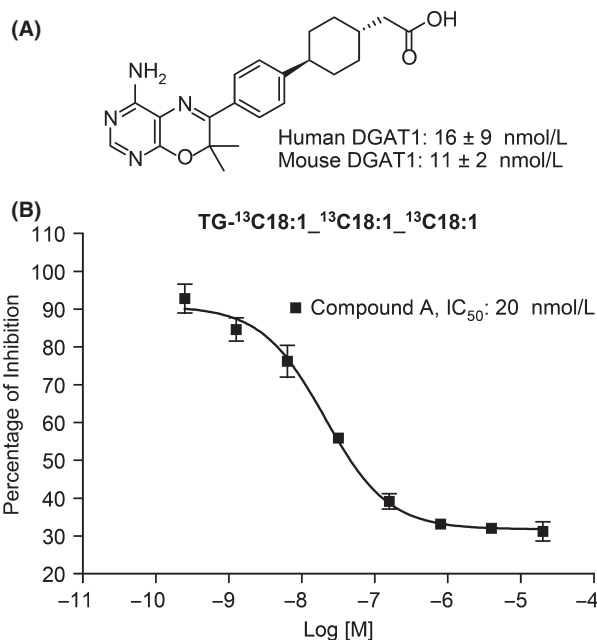 (A)
OH
O
NH₂
N
N
N
O
Human DGAT1: 16 ± 9 nmol/L
Mouse DGAT1: 11 ± 2 nmol/L
(B)
TG-¹³C18:1_¹³C18:1_¹³C18:1
110
100
90
80
70
60
50
40
30
20
Percentage of Inhibition
Compound A, IC₅₀: 20 nmol/L
−11 −10 −9 −8 −7 −6 −5 −4
Log [M]